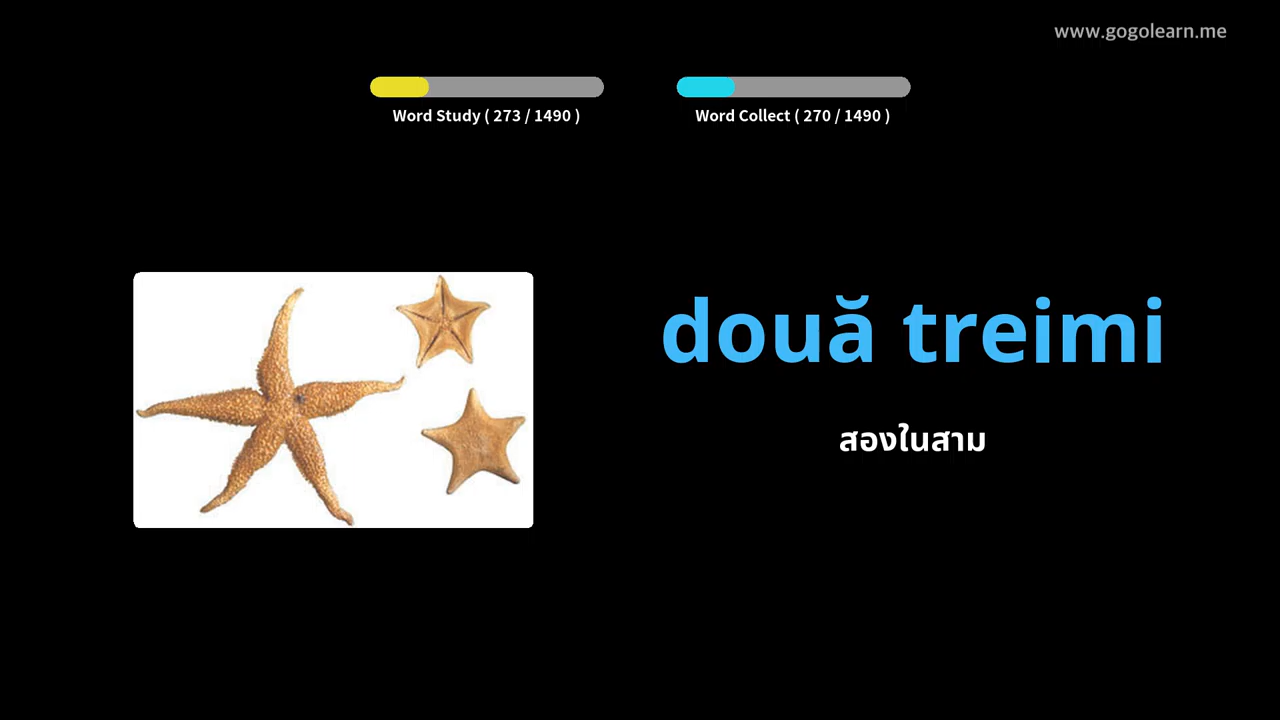 www.gogolearn.me
Word Study ( 273 / 1490 )
Word Collect ( 270 / 1490 )
două treimi
สองในสาม